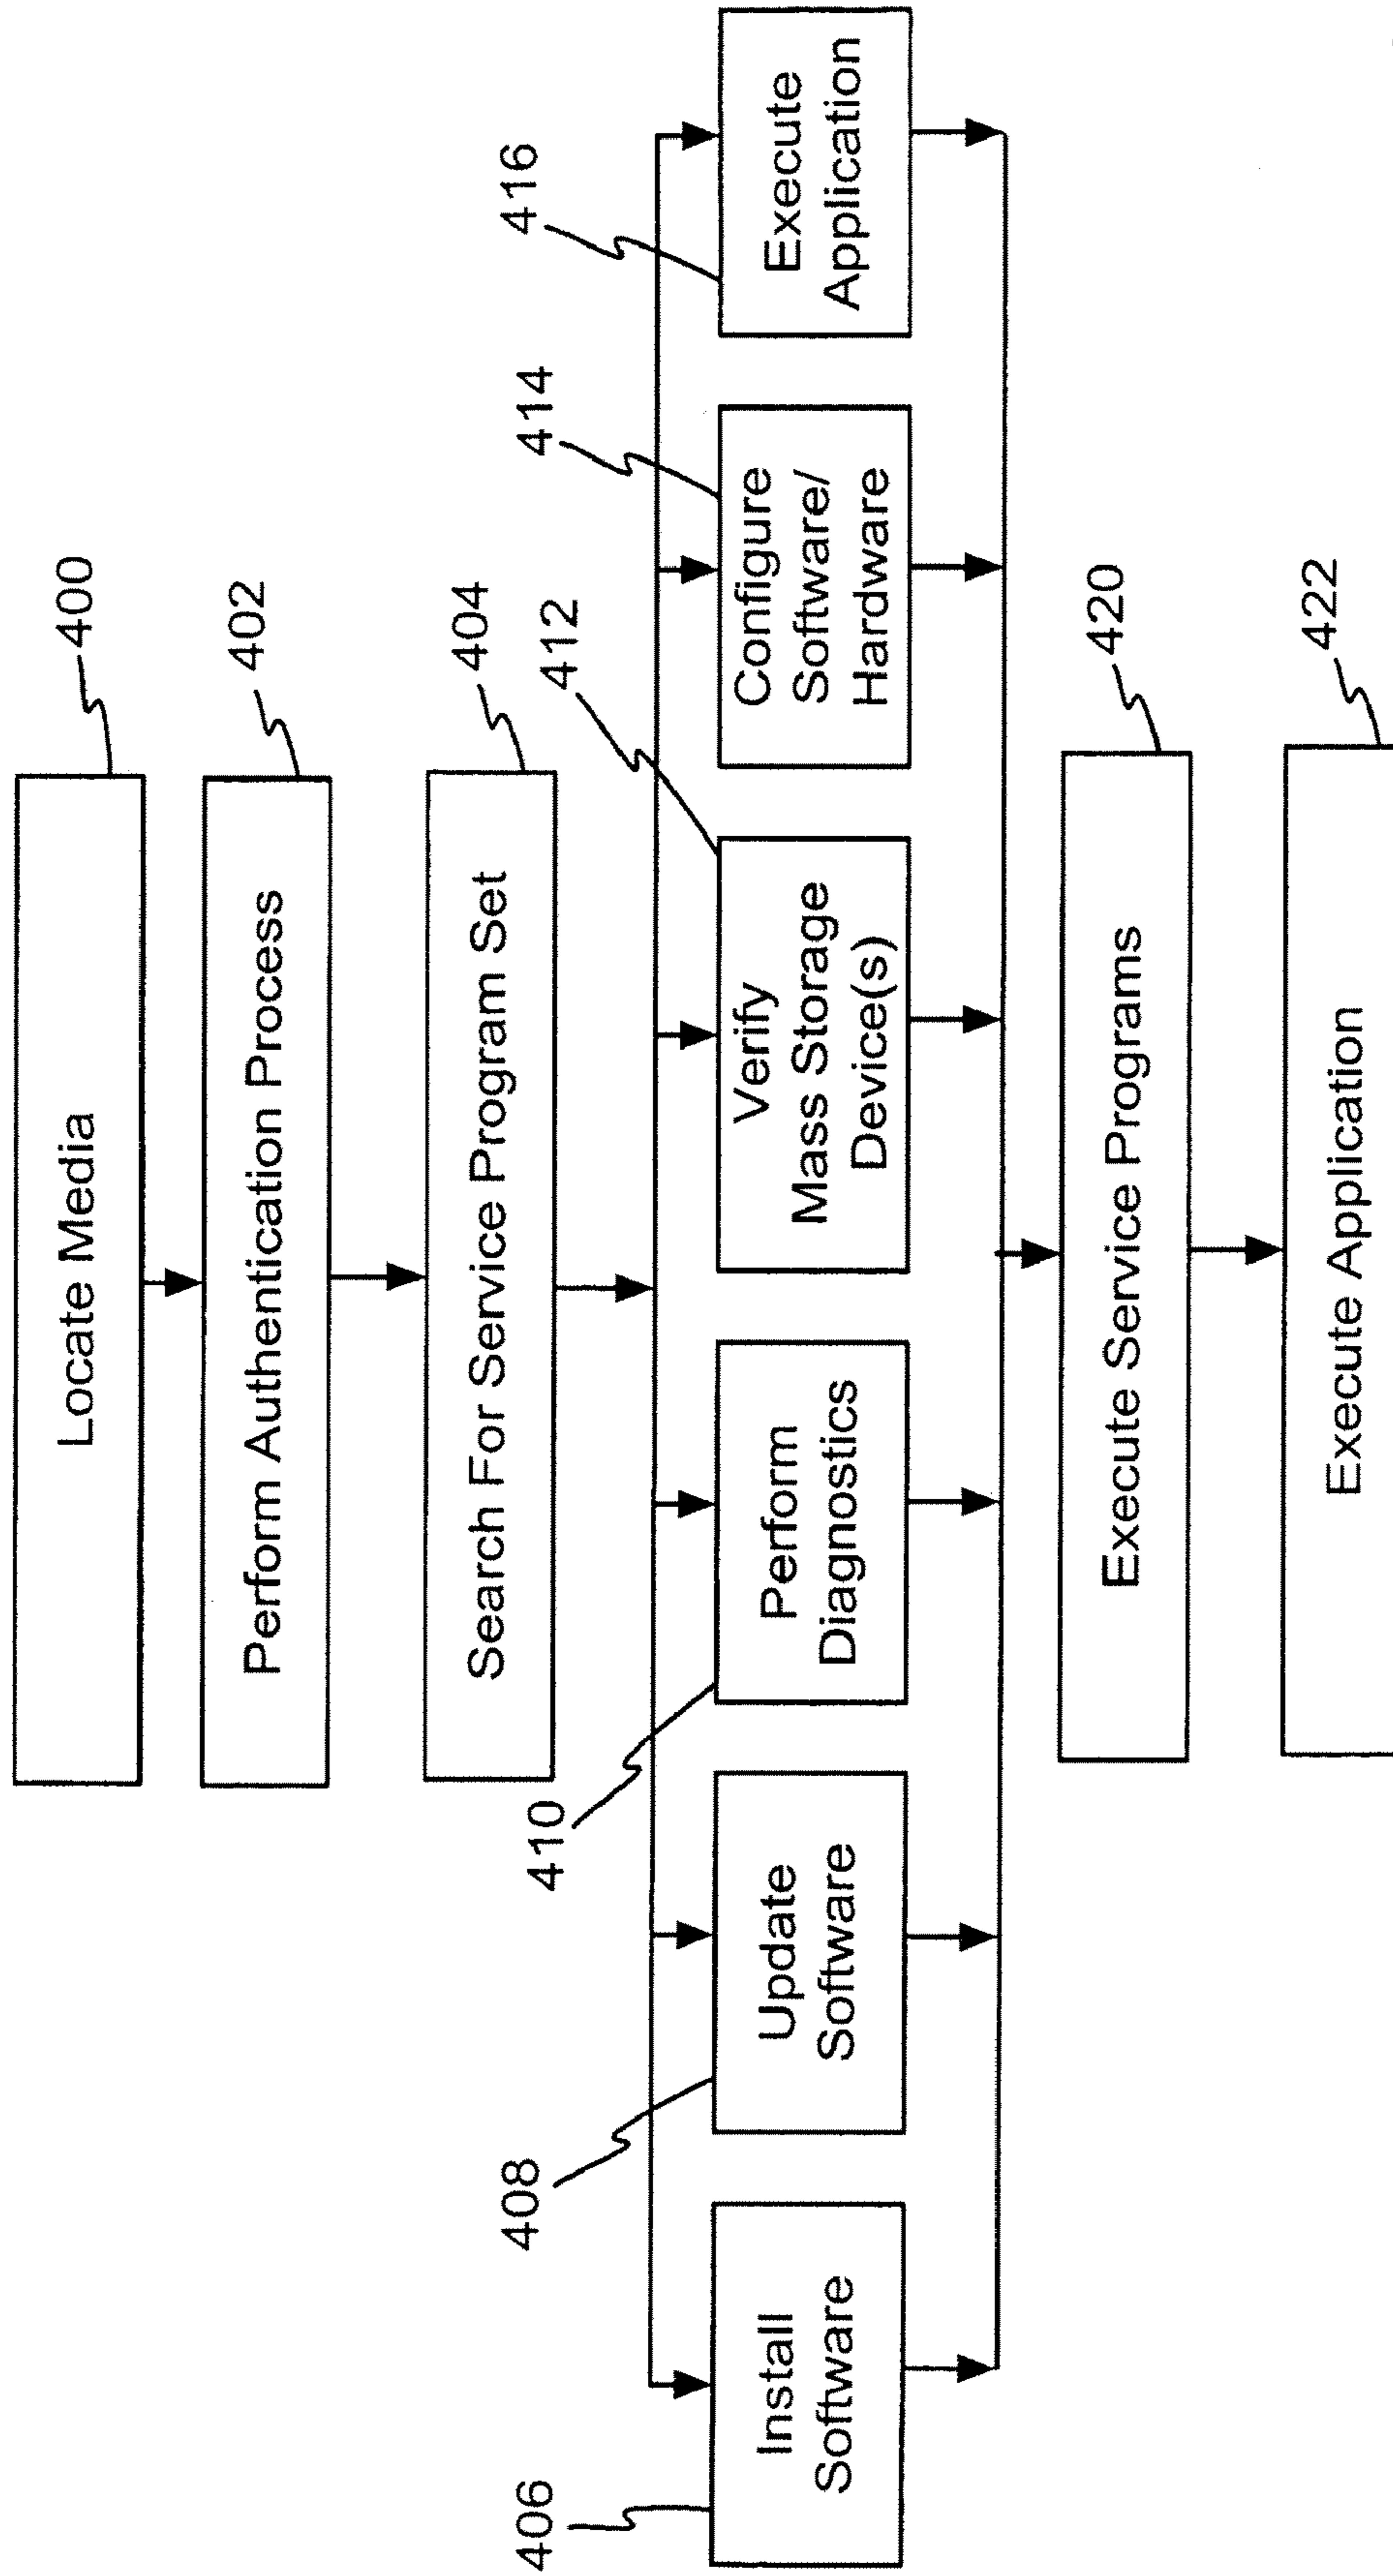 Locate Media
400
Perform Authentication Process
402
Search For Service Program Set
404
406
Install
Software
408
Update
Software
410
Perform
Diagnostics
412
Verify
Mass Storage
Device(s)
414
Configure
Software/
Hardware
416
Execute
Application
Execute Service Programs
420
Execute Application
422